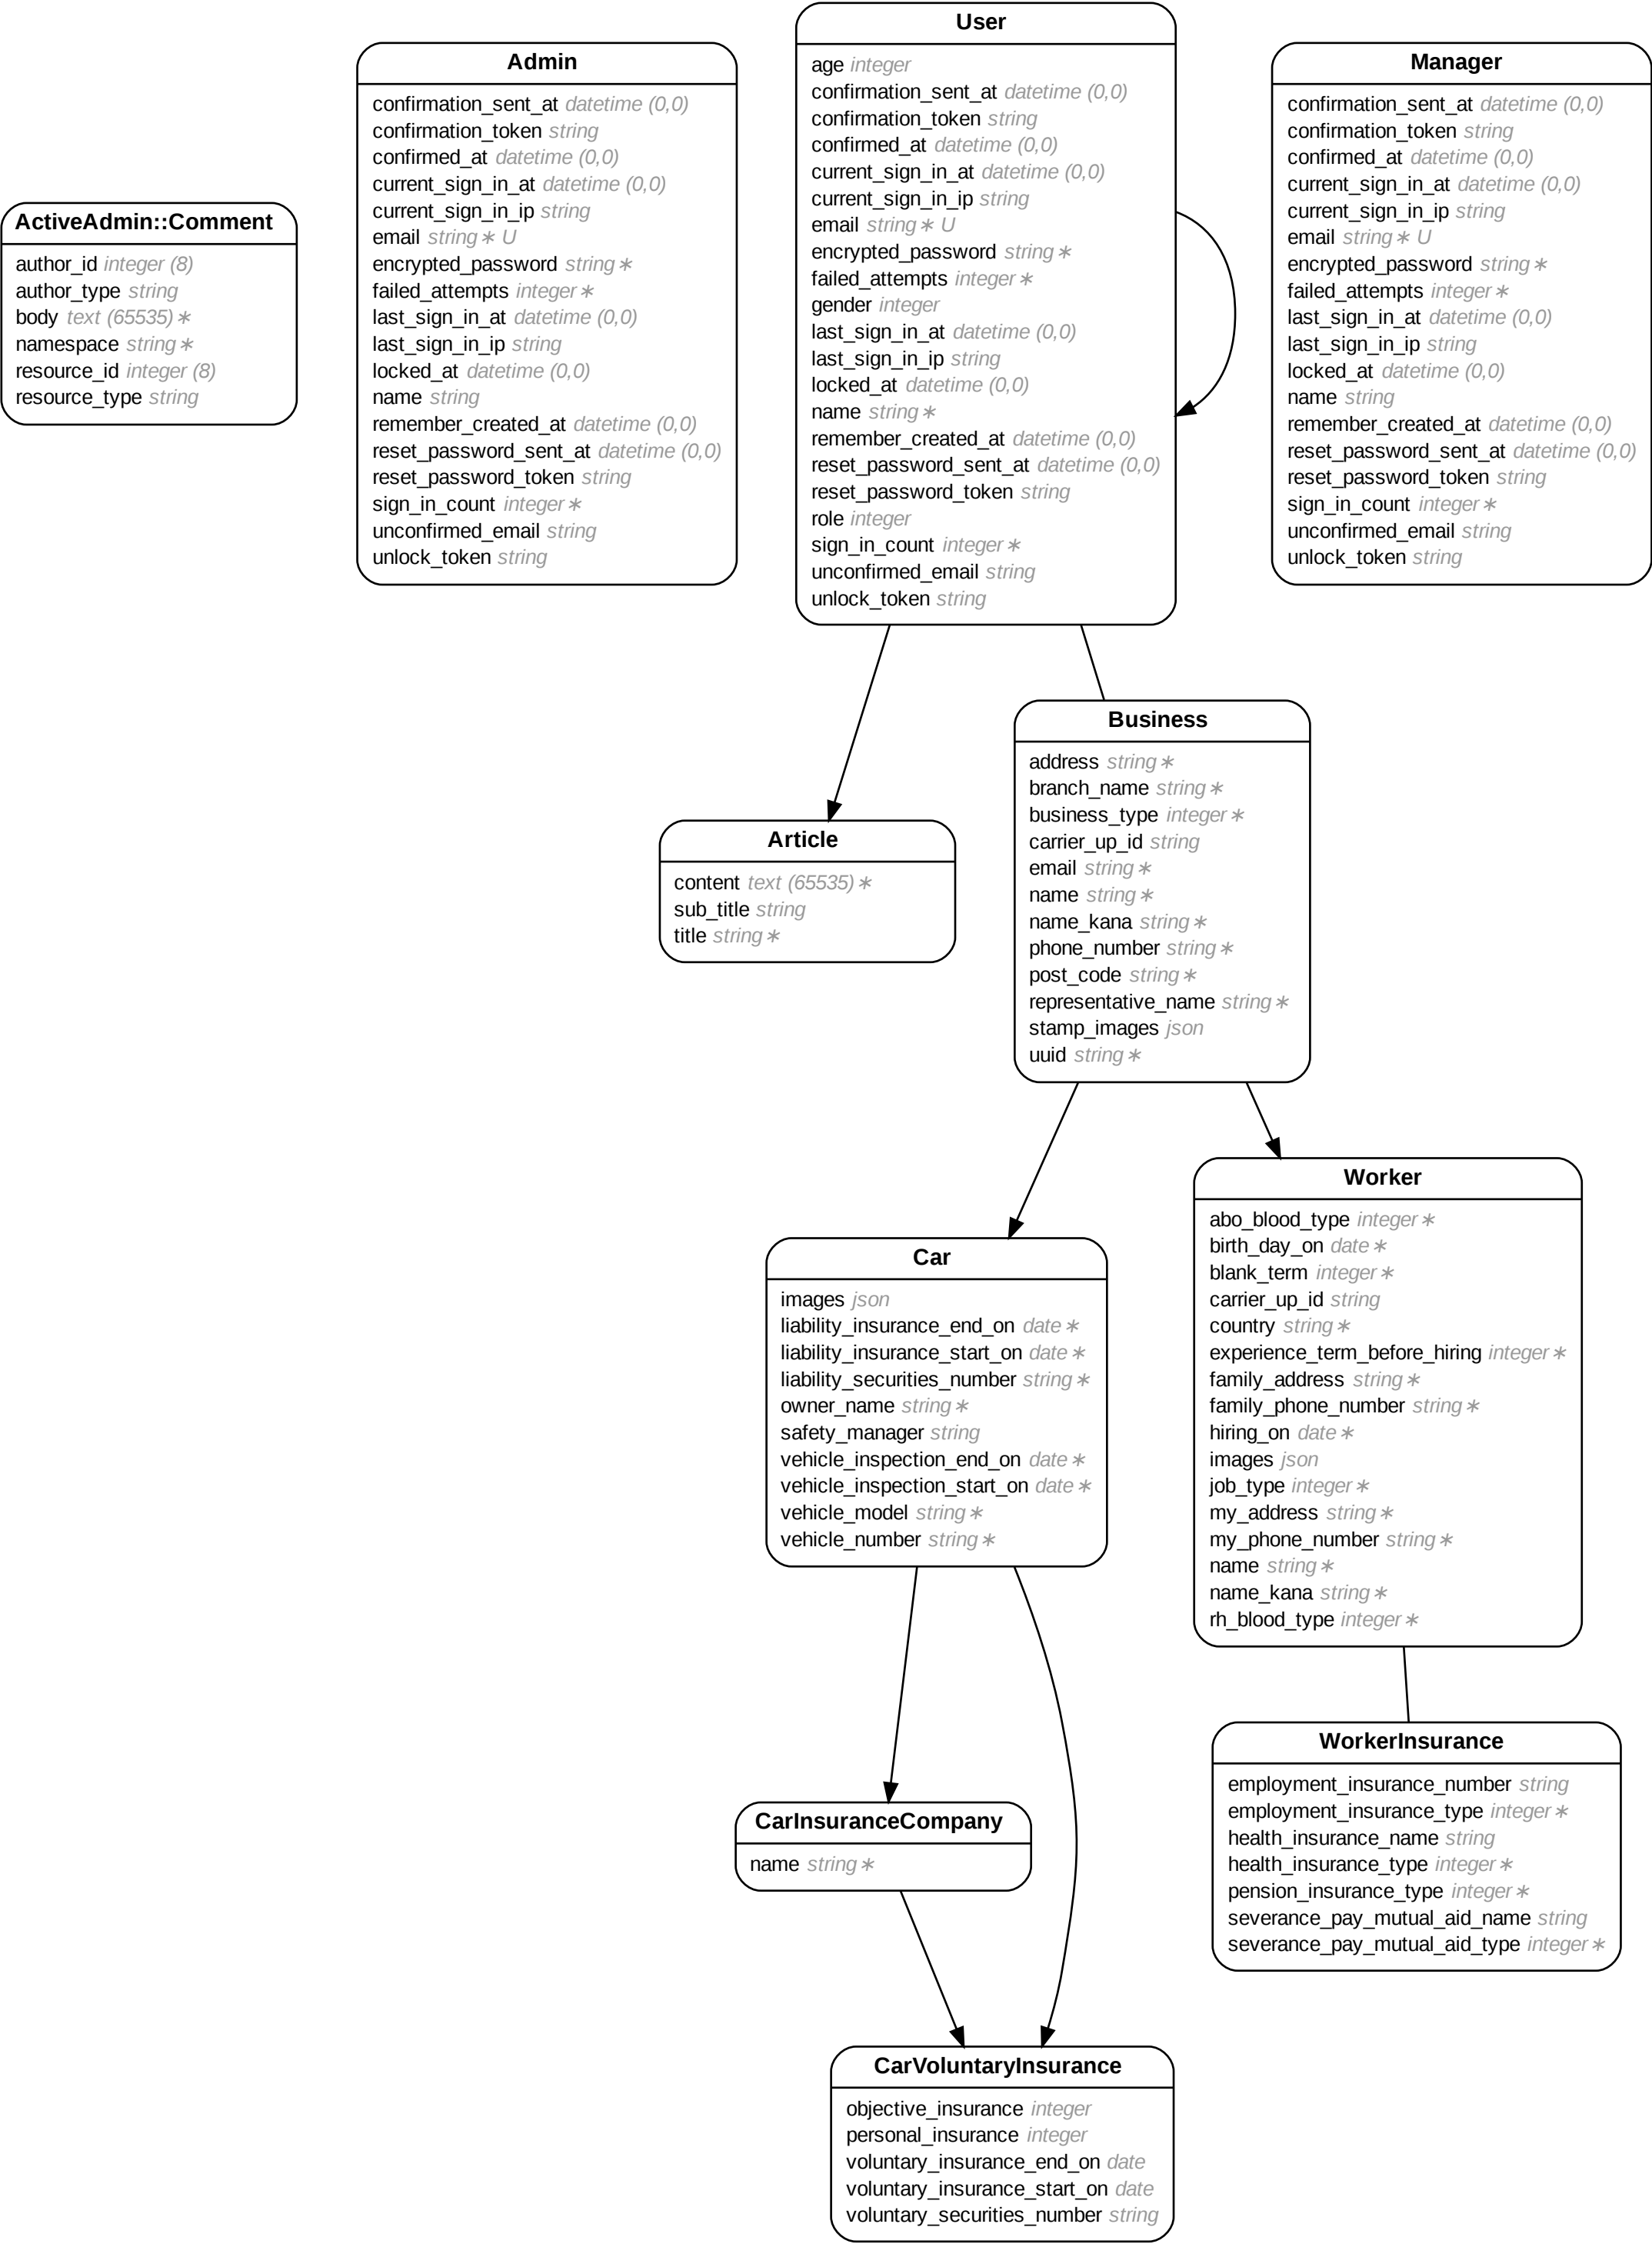 ActiveAdmin::Comment
author_id integer (8)
author_type string
body text (65535) ∗
namespace string ∗
resource_id integer (8)
resource_type string
Admin
confirmation_sent_at datetime (0,0)
confirmation_token string
confirmed_at datetime (0,0)
current_sign_in_at datetime (0,0)
current_sign_in_ip string
email string ∗ U
encrypted_password string ∗
failed_attempts integer ∗
last_sign_in_at datetime (0,0)
last_sign_in_ip string
locked_at datetime (0,0)
name string
remember_created_at datetime (0,0)
reset_password_sent_at datetime (0,0)
reset_password_token string
sign_in_count integer ∗
unconfirmed_email string
unlock_token string
User
age integer
confirmation_sent_at datetime (0,0)
confirmation_token string
confirmed_at datetime (0,0)
current_sign_in_at datetime (0,0)
current_sign_in_ip string
email string ∗ U
encrypted_password string ∗
failed_attempts integer ∗
gender integer
last_sign_in_at datetime (0,0)
last_sign_in_ip string
locked_at datetime (0,0)
name string ∗
remember_created_at datetime (0,0)
reset_password_sent_at datetime (0,0)
reset_password_token string
role integer
sign_in_count integer ∗
unconfirmed_email string
unlock_token string
Manager
confirmation_sent_at datetime (0,0)
confirmation_token string
confirmed_at datetime (0,0)
current_sign_in_at datetime (0,0)
current_sign_in_ip string
email string ∗ U
encrypted_password string ∗
failed_attempts integer ∗
last_sign_in_at datetime (0,0)
last_sign_in_ip string
locked_at datetime (0,0)
name string
remember_created_at datetime (0,0)
reset_password_sent_at datetime (0,0)
reset_password_token string
sign_in_count integer ∗
unconfirmed_email string
unlock_token string
Article
content text (65535) ∗
sub_title string
title string ∗
Business
address string ∗
branch_name string ∗
business_type integer ∗
carrier_up_id string
email string ∗
name string ∗
name_kana string ∗
phone_number string ∗
post_code string ∗
representative_name string ∗
stamp_images json
uuid string ∗
Car
images json
liability_insurance_end_on date ∗
liability_insurance_start_on date ∗
liability_securities_number string ∗
owner_name string ∗
safety_manager string
vehicle_inspection_end_on date ∗
vehicle_inspection_start_on date ∗
vehicle_model string ∗
vehicle_number string ∗
Worker
abo_blood_type integer ∗
birth_day_on date ∗
blank_term integer ∗
carrier_up_id string
country string ∗
experience_term_before_hiring integer ∗
family_address string ∗
family_phone_number string ∗
hiring_on date ∗
images json
job_type integer ∗
my_address string ∗
my_phone_number string ∗
name string ∗
name_kana string ∗
rh_blood_type integer ∗
CarInsuranceCompany
name string ∗
WorkerInsurance
employment_insurance_number string
employment_insurance_type integer ∗
health_insurance_name string
health_insurance_type integer ∗
pension_insurance_type integer ∗
severance_pay_mutual_aid_name string
severance_pay_mutual_aid_type integer ∗
CarVoluntaryInsurance
objective_insurance integer
personal_insurance integer
voluntary_insurance_end_on date
voluntary_insurance_start_on date
voluntary_securities_number string